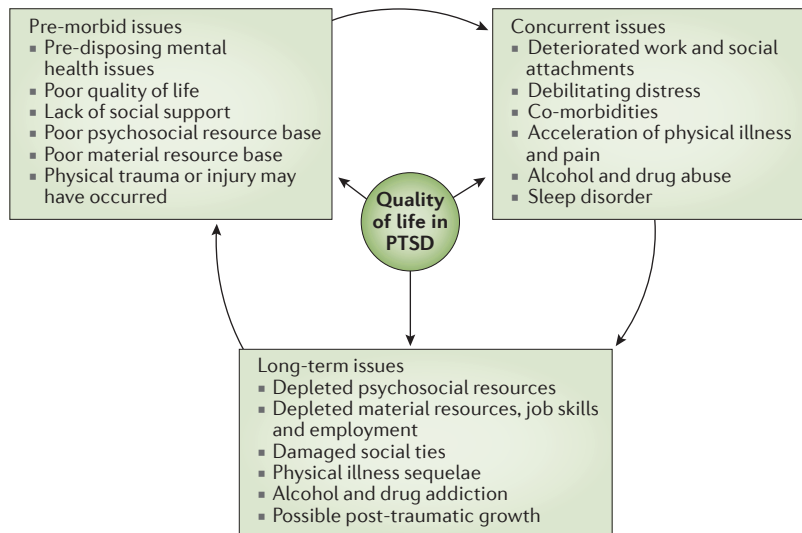 Pre-morbid issues
▪ Pre-disposing mental
health issues
▪ Poor quality of life
▪ Lack of social support
▪ Poor psychosocial resource base
▪ Poor material resource base
▪ Physical trauma or injury may
have occurred
Concurrent issues
▪ Deteriorated work and social
attachments
▪ Debilitating distress
▪ Co-morbidities
▪ Acceleration of physical illness
and pain
▪ Alcohol and drug abuse
▪ Sleep disorder
Quality
of life in
PTSD
Long-term issues
▪ Depleted psychosocial resources
▪ Depleted material resources, job skills
and employment
▪ Damaged social ties
▪ Physical illness sequelae
▪ Alcohol and drug addiction
▪ Possible post-traumatic growth